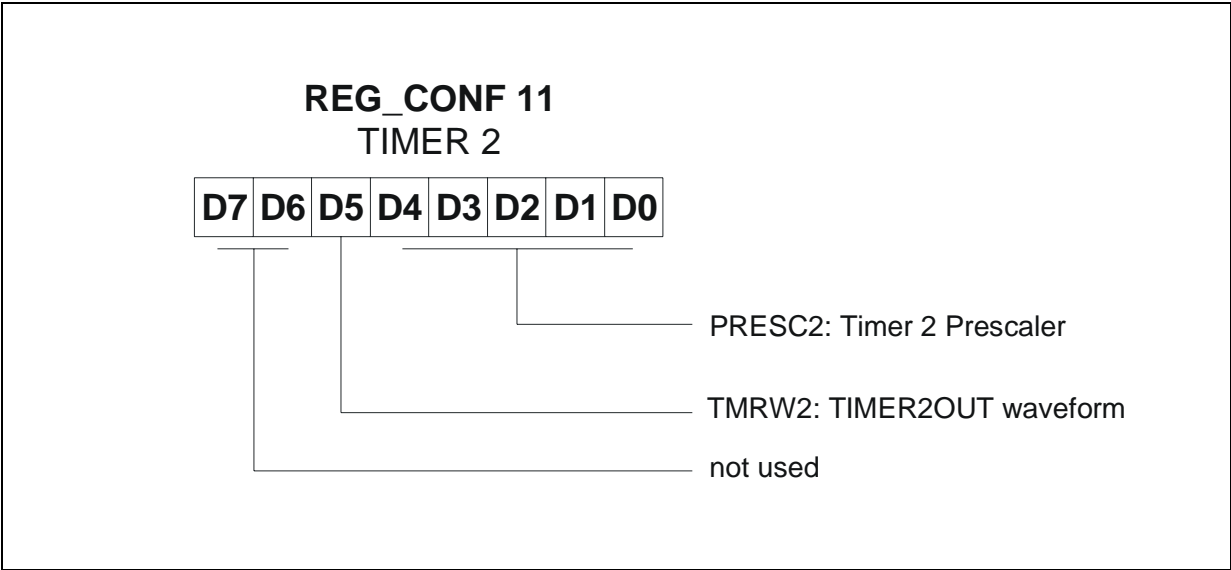 REG_CONF 11
TIMER 2
D7 D6 D5 D4 D3 D2 D1 D0
PRESC2: Timer 2 Prescaler
TMRW2: TIMER2OUT waveform
not used